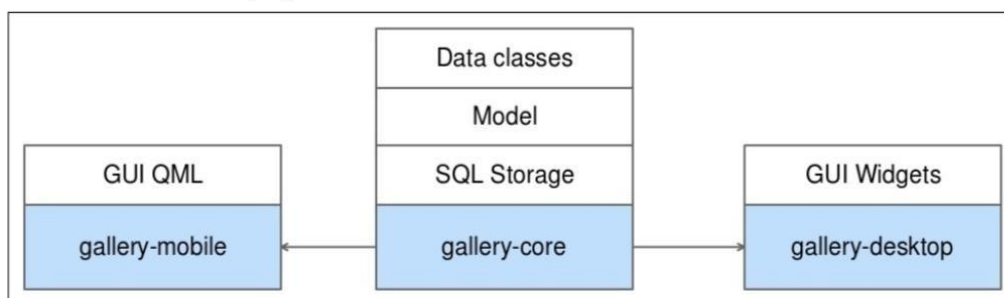 Data classes
Model
GUI QML
SQL Storage
GUI Widgets
gallery-mobile
gallery-core
gallery-desktop